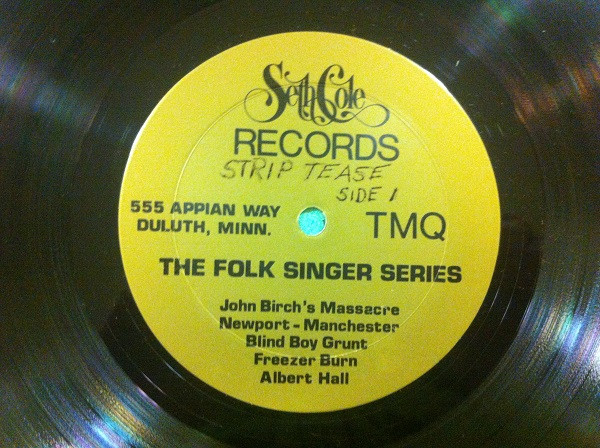 Seth Cole
RECORDS
STRIP TEASE
SIDE 1
555 APPIAN WAY
DULUTH, MINN.
TMQ
THE FOLK SINGER SERIES
John Birch's Massacre
Newport - Manchester
Blind Boy Grunt
Freezer Burn
Albert Hall